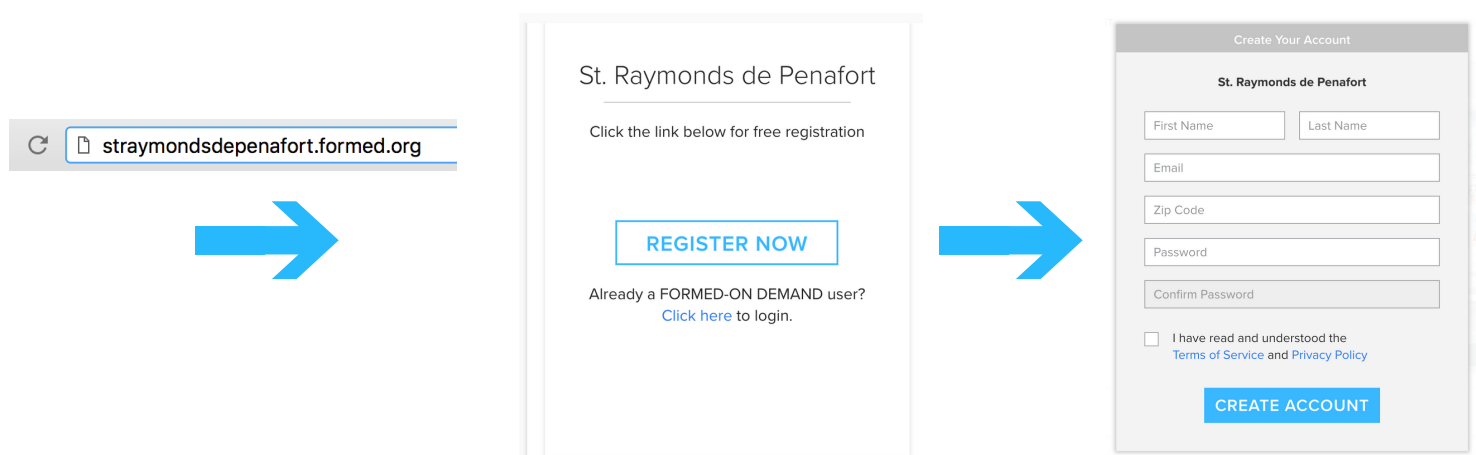 straymondsdepenafort.formed.org
St. Raymonds de Penafort
Click the link below for free registration
REGISTER NOW
Already a FORMED-ON DEMAND user?
Click here to login.
Create Your Account
St. Raymonds de Penafort
First Name Last Name
Email
Zip Code
Password
Confirm Password
I have read and understood the
Terms of Service and Privacy Policy
CREATE ACCOUNT